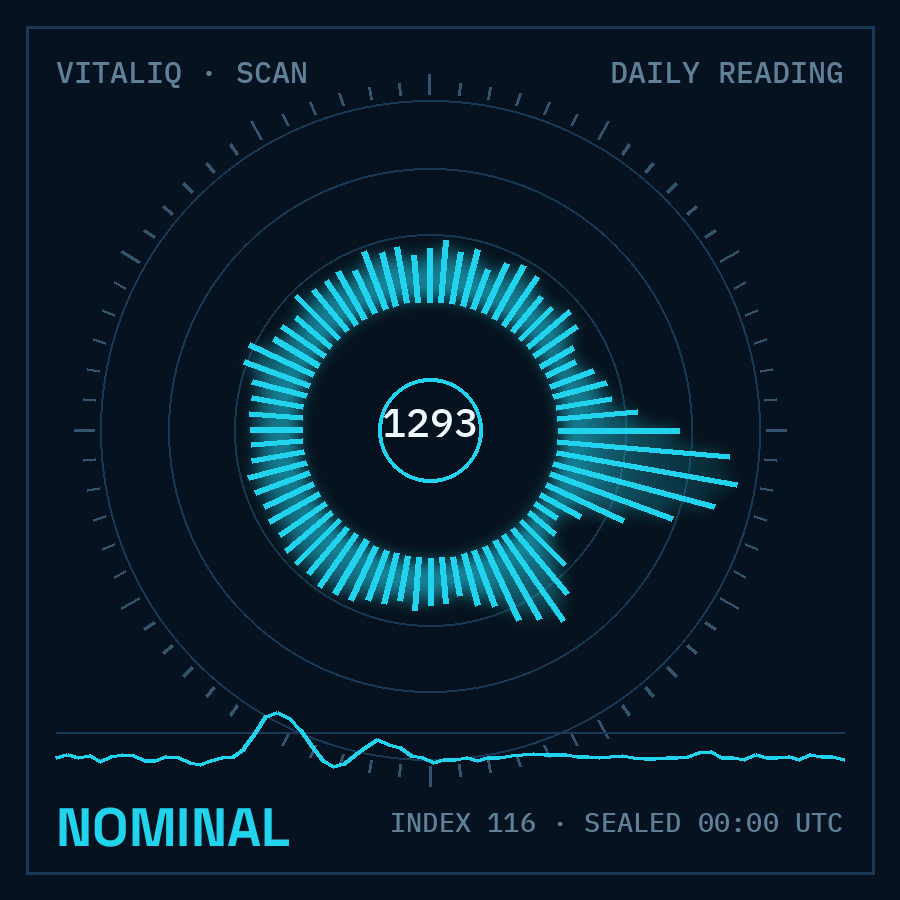 VITALIQ · SCAN
DAILY READING
1293
NOMINAL
INDEX 116 · SEALED 00:00 UTC